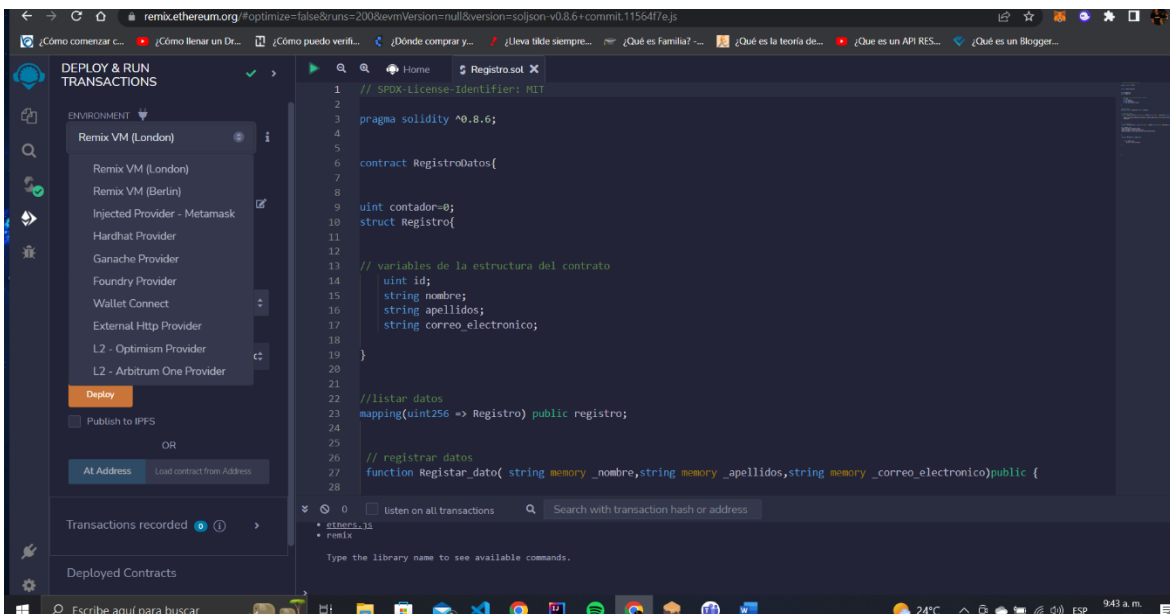 remix.ethereum.org/#optimize=false&runs=200&evmVersion=null&version=soljson-v0.8.6+commit.11564f7e.js
¿Cómo comenzar c... ¿Cómo llenar un Dr... ¿Cómo puedo verifi... ¿Dónde comprar y... ¿Lleva tilde siempre... ¿Qué es Familia? -... ¿Qué es la teoría de... ¿Que es un API RES... ¿Qué es un Blogger...
DEPLOY & RUN
TRANSACTIONS
ENVIRONMENT
Remix VM (London)
Remix VM (London)
Remix VM (Berlin)
Injected Provider - Metamask
Hardhat Provider
Ganache Provider
Foundry Provider
Wallet Connect
External Http Provider
L2 - Optimism Provider
L2 - Arbitrum One Provider
Deploy
Publish to IPFS
OR
At Address Load contract from Address
Transactions recorded 0
Deployed Contracts
Home Registro.sol
1 // SPDX-License-Identifier: MIT
2
3 pragma solidity ^0.8.6;
4
5
6 contract RegistroDatos{
7
8
9 uint contador=0;
10 struct Registro{
11
12
13 // variables de la estructura del contrato
14 uint id;
15 string nombre;
16 string apellidos;
17 string correo_electronico;
18
19 }
20
21
22 //listar datos
23 mapping(uint256 => Registro) public registro;
24
25
26 // registrar datos
27 function Registar_dato( string memory _nombre,string memory _apellidos,string memory _correo_electronico)public {
28
0 listen on all transactions Search with transaction hash or address
• ethers.js
• remix
Type the library name to see available commands.
Escribe aquí para buscar
24°C ESP 9:43 a. m.